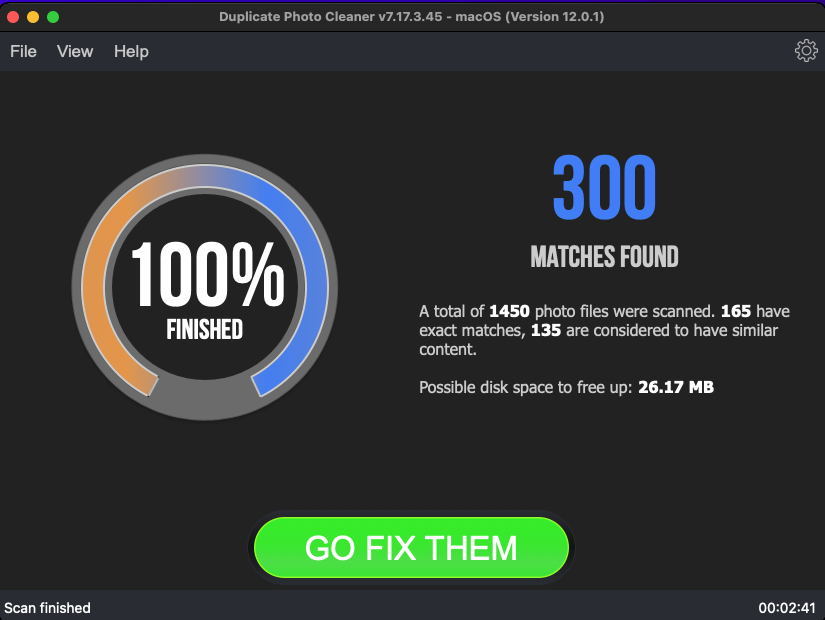 Duplicate Photo Cleaner v7.17.3.45 - macOS (Version 12.0.1)
File View Help
100%
FINISHED
300
MATCHES FOUND
A total of 1450 photo files were scanned. 165 have
exact matches, 135 are considered to have similar
content.
Possible disk space to free up: 26.17 MB
GO FIX THEM
Scan finished 00:02:41